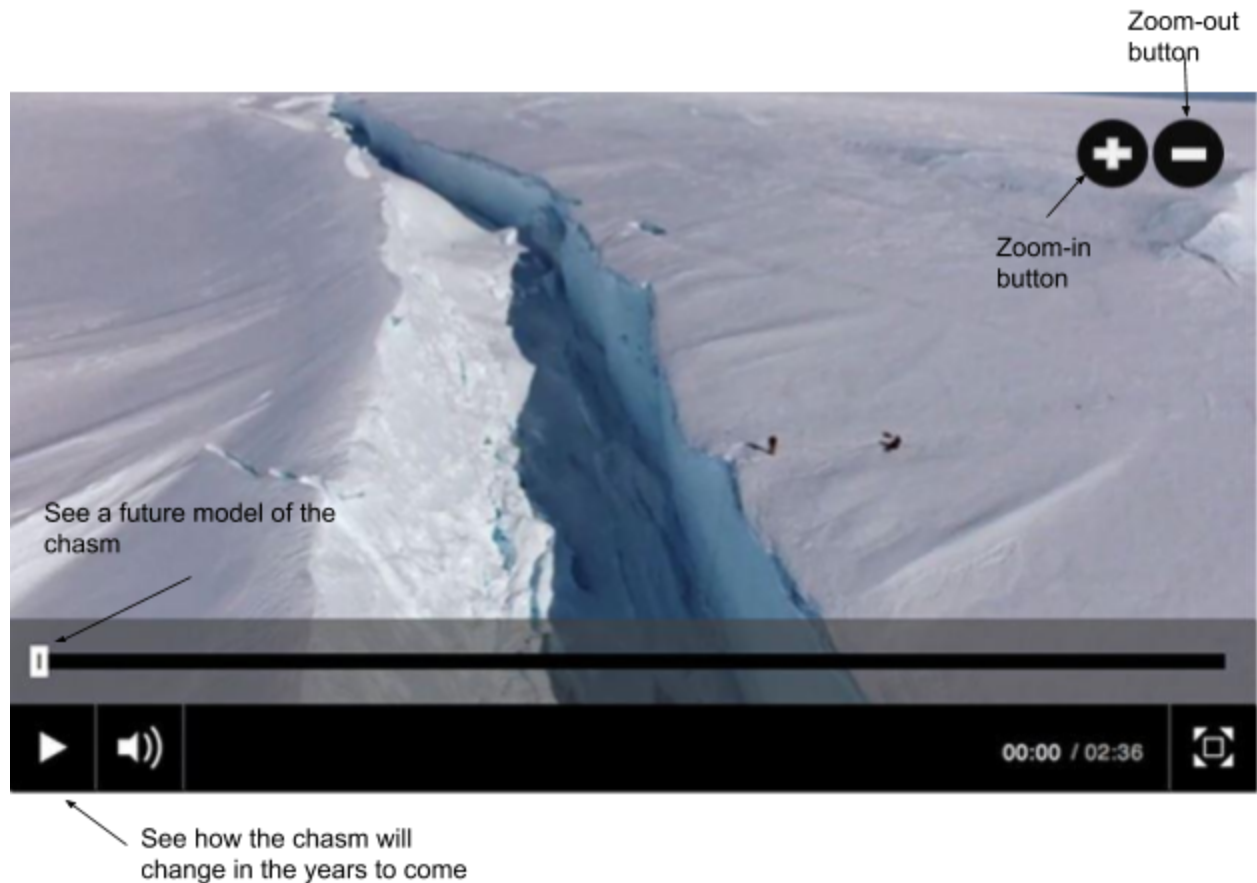 Zoom-out
button
Zoom-in
button
See a future model of the
chasm
00:00 / 02:36
See how the chasm will
change in the years to come